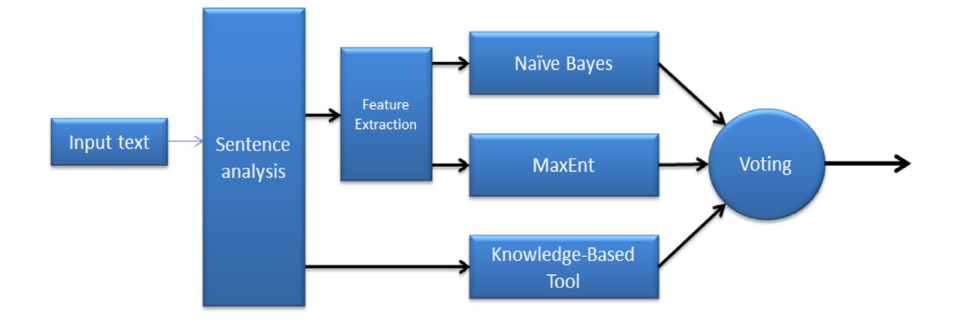 Input text
Sentence
analysis
Feature
Extraction
Naïve Bayes
MaxEnt
Knowledge-Based
Tool
Voting